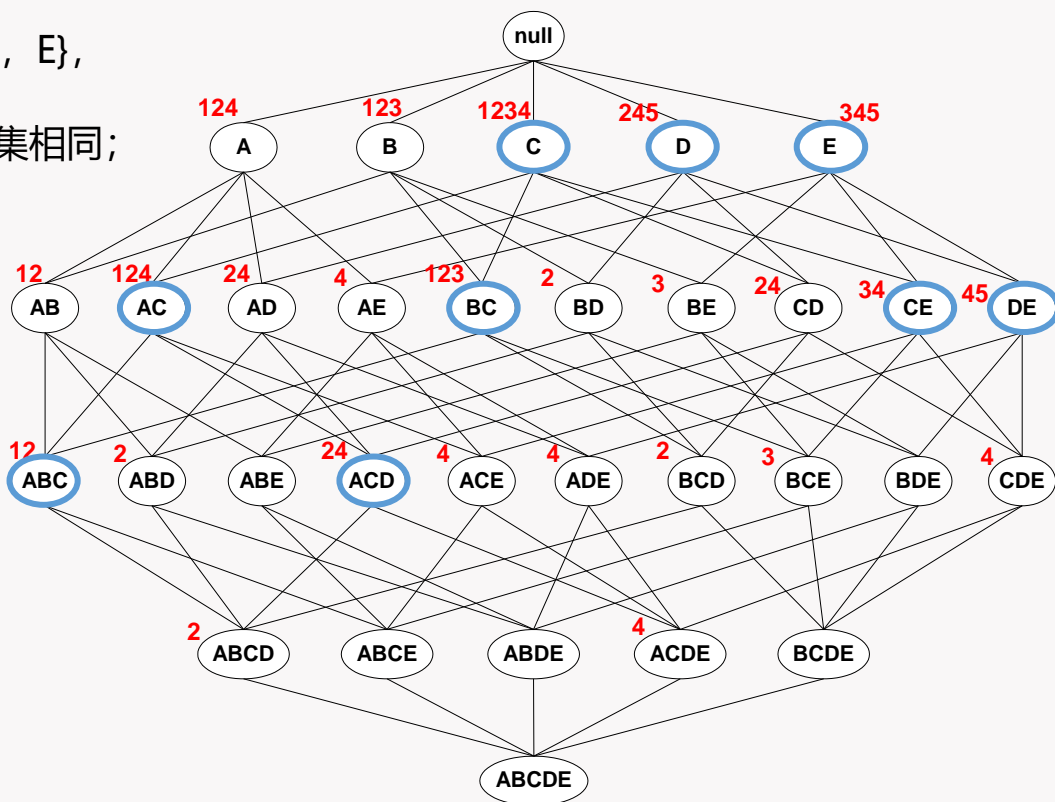 null
, E},
124 123 1234 245 345
A B C D E
集相同;
12 124 24 4 123 2 3 24 34 45
AB AC AD AE BC BD BE CD CE DE
12 2 24 4 4 2 3 4
ABC ABD ABE ACD ACE ADE BCD BCE BDE CDE
2 4
ABCD ABCE ABDE ACDE BCDE
ABCDE